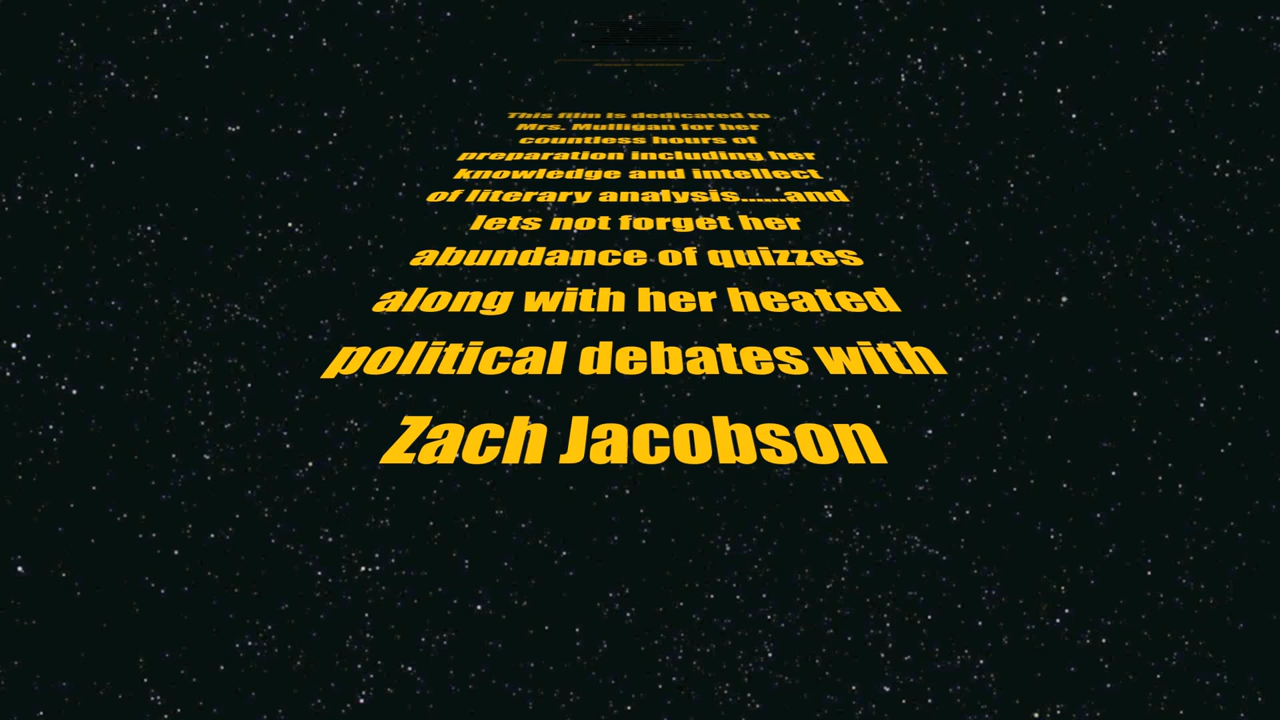 This film is dedicated to
Mrs. Mulligan for her
countless hours of
preparation including her
knowledge and intellect
of literary analysis......and
lets not forget her
abundance of quizzes
along with her heated
political debates with
Zach Jacobson